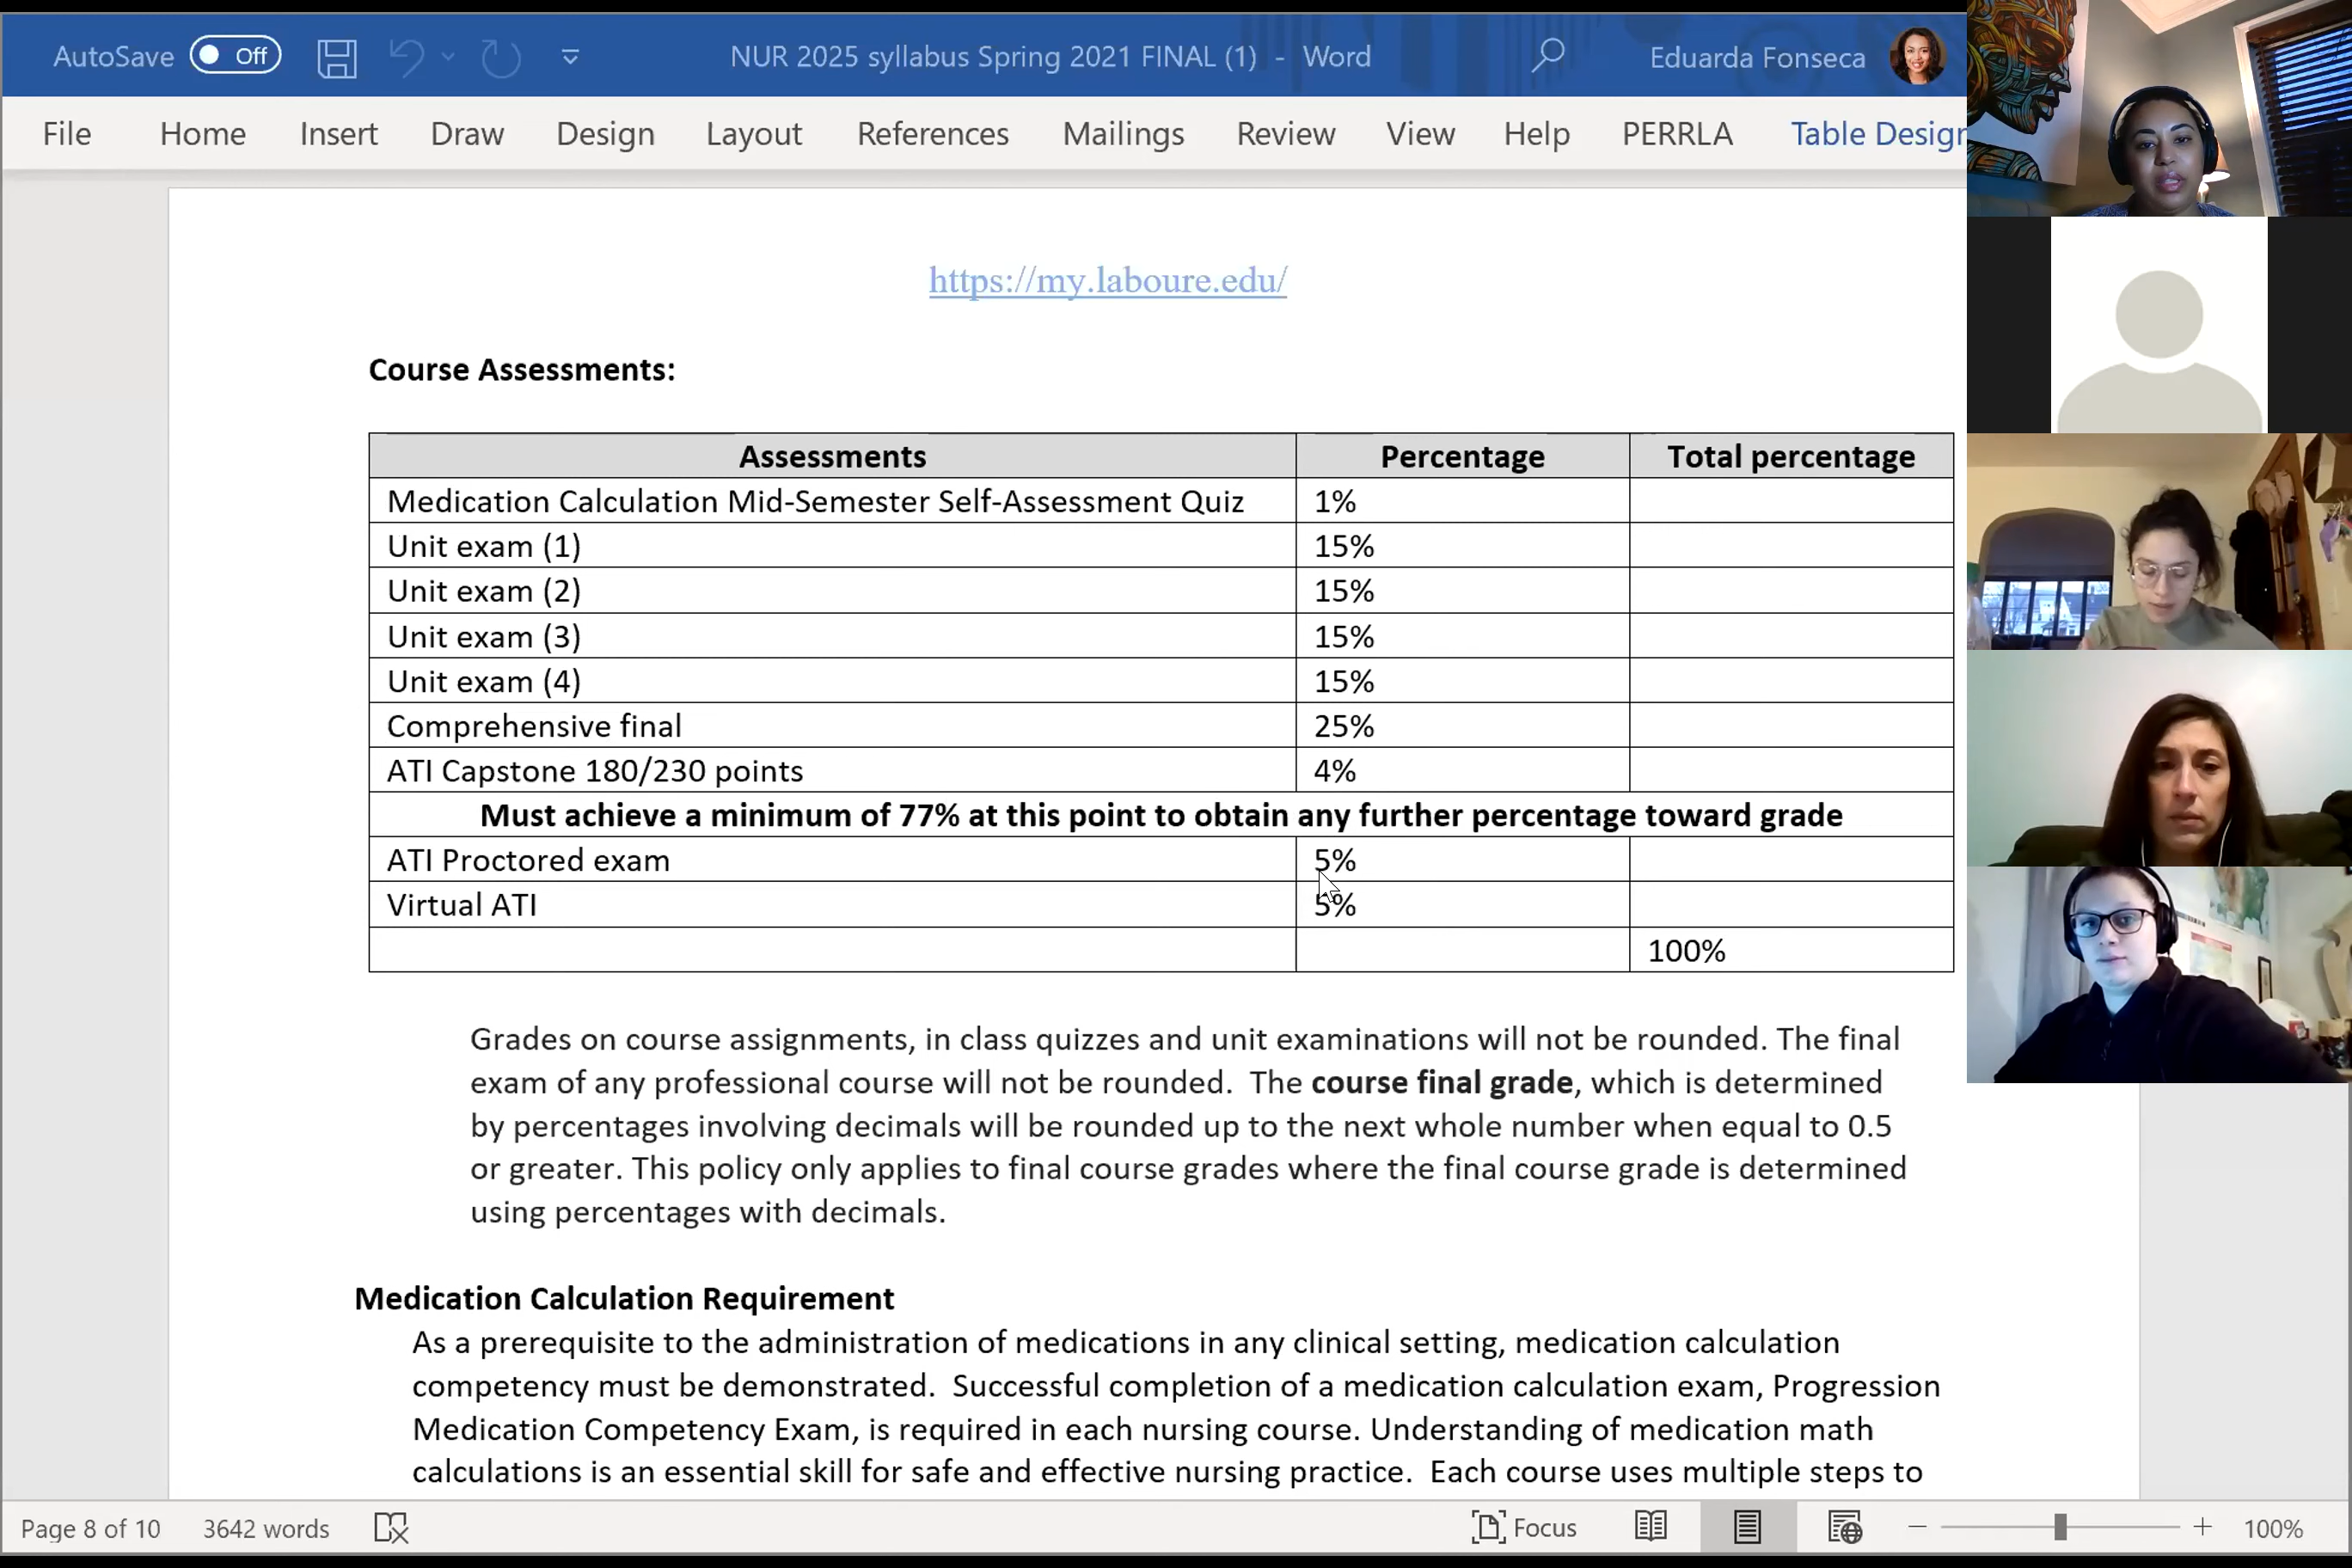 AutoSave Off NUR 2025 syllabus Spring 2021 FINAL (1) - Word Eduarda Fonseca
File Home Insert Draw Design Layout References Mailings Review View Help PERRLA Table Design
https://my.laboure.edu/
Course Assessments:
Assessments Percentage Total percentage
Medication Calculation Mid-Semester Self-Assessment Quiz 1%
Unit exam (1) 15%
Unit exam (2) 15%
Unit exam (3) 15%
Unit exam (4) 15%
Comprehensive final 25%
ATI Capstone 180/230 points 4%
Must achieve a minimum of 77% at this point to obtain any further percentage toward grade
ATI Proctored exam 5%
Virtual ATI 5%
100%
Grades on course assignments, in class quizzes and unit examinations will not be rounded. The final
exam of any professional course will not be rounded. The course final grade, which is determined
by percentages involving decimals will be rounded up to the next whole number when equal to 0.5
or greater. This policy only applies to final course grades where the final course grade is determined
using percentages with decimals.
Medication Calculation Requirement
As a prerequisite to the administration of medications in any clinical setting, medication calculation
competency must be demonstrated. Successful completion of a medication calculation exam, Progression
Medication Competency Exam, is required in each nursing course. Understanding of medication math
calculations is an essential skill for safe and effective nursing practice. Each course uses multiple steps to
Page 8 of 10 3642 words Focus 100%